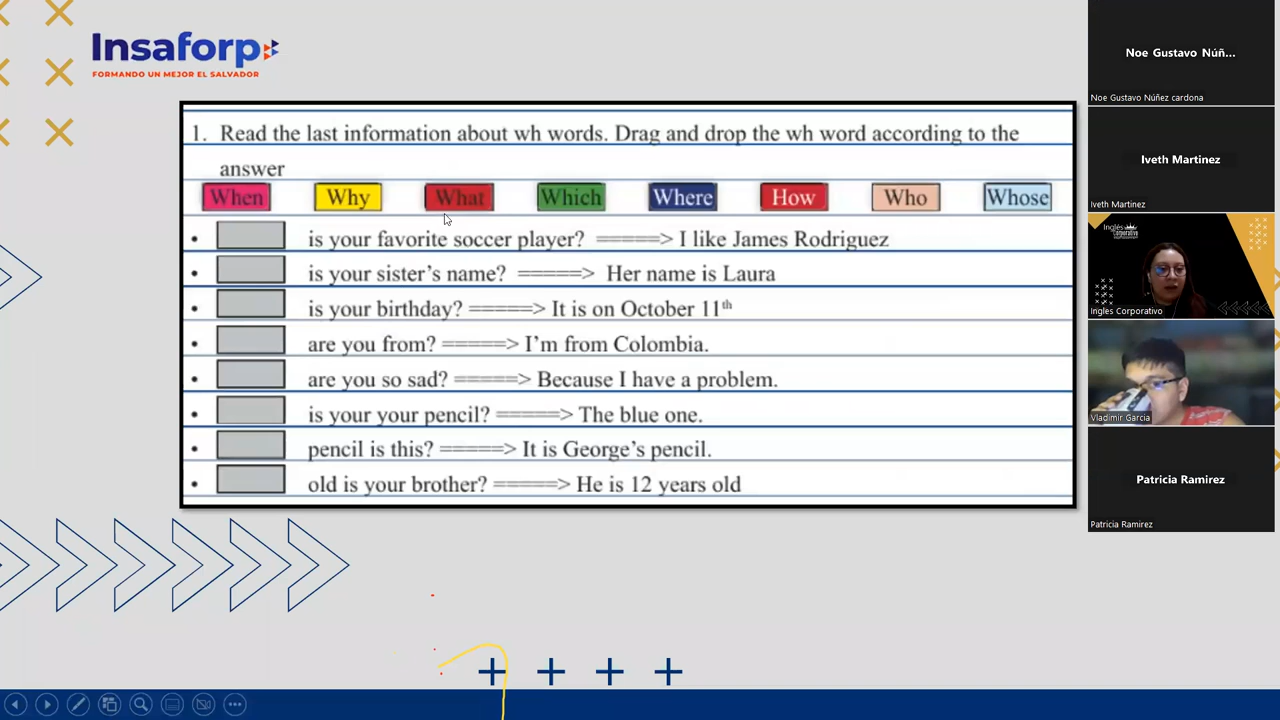 Insaforp
FORMANDO UN MEJOR EL SALVADOR
1. Read the last information about wh words. Drag and drop the wh word according to the
answer
When Why What Which Where How Who Whose
• is your favorite soccer player? =====> I like James Rodriguez
• is your sister's name? =====> Her name is Laura
• is your birthday? =====> It is on October 11th
• are you from? =====> I'm from Colombia.
• are you so sad? =====> Because I have a problem.
• is your your pencil? =====> The blue one.
• pencil is this? =====> It is George's pencil.
• old is your brother? =====> He is 12 years old
Noe Gustavo Núñ...
Noe Gustavo Núñez cardona
Iveth Martinez
Iveth Martinez
Inglés
Corporativo
Ingles Corporativo
Vladimir Garcia
Patricia Ramirez
Patricia Ramirez